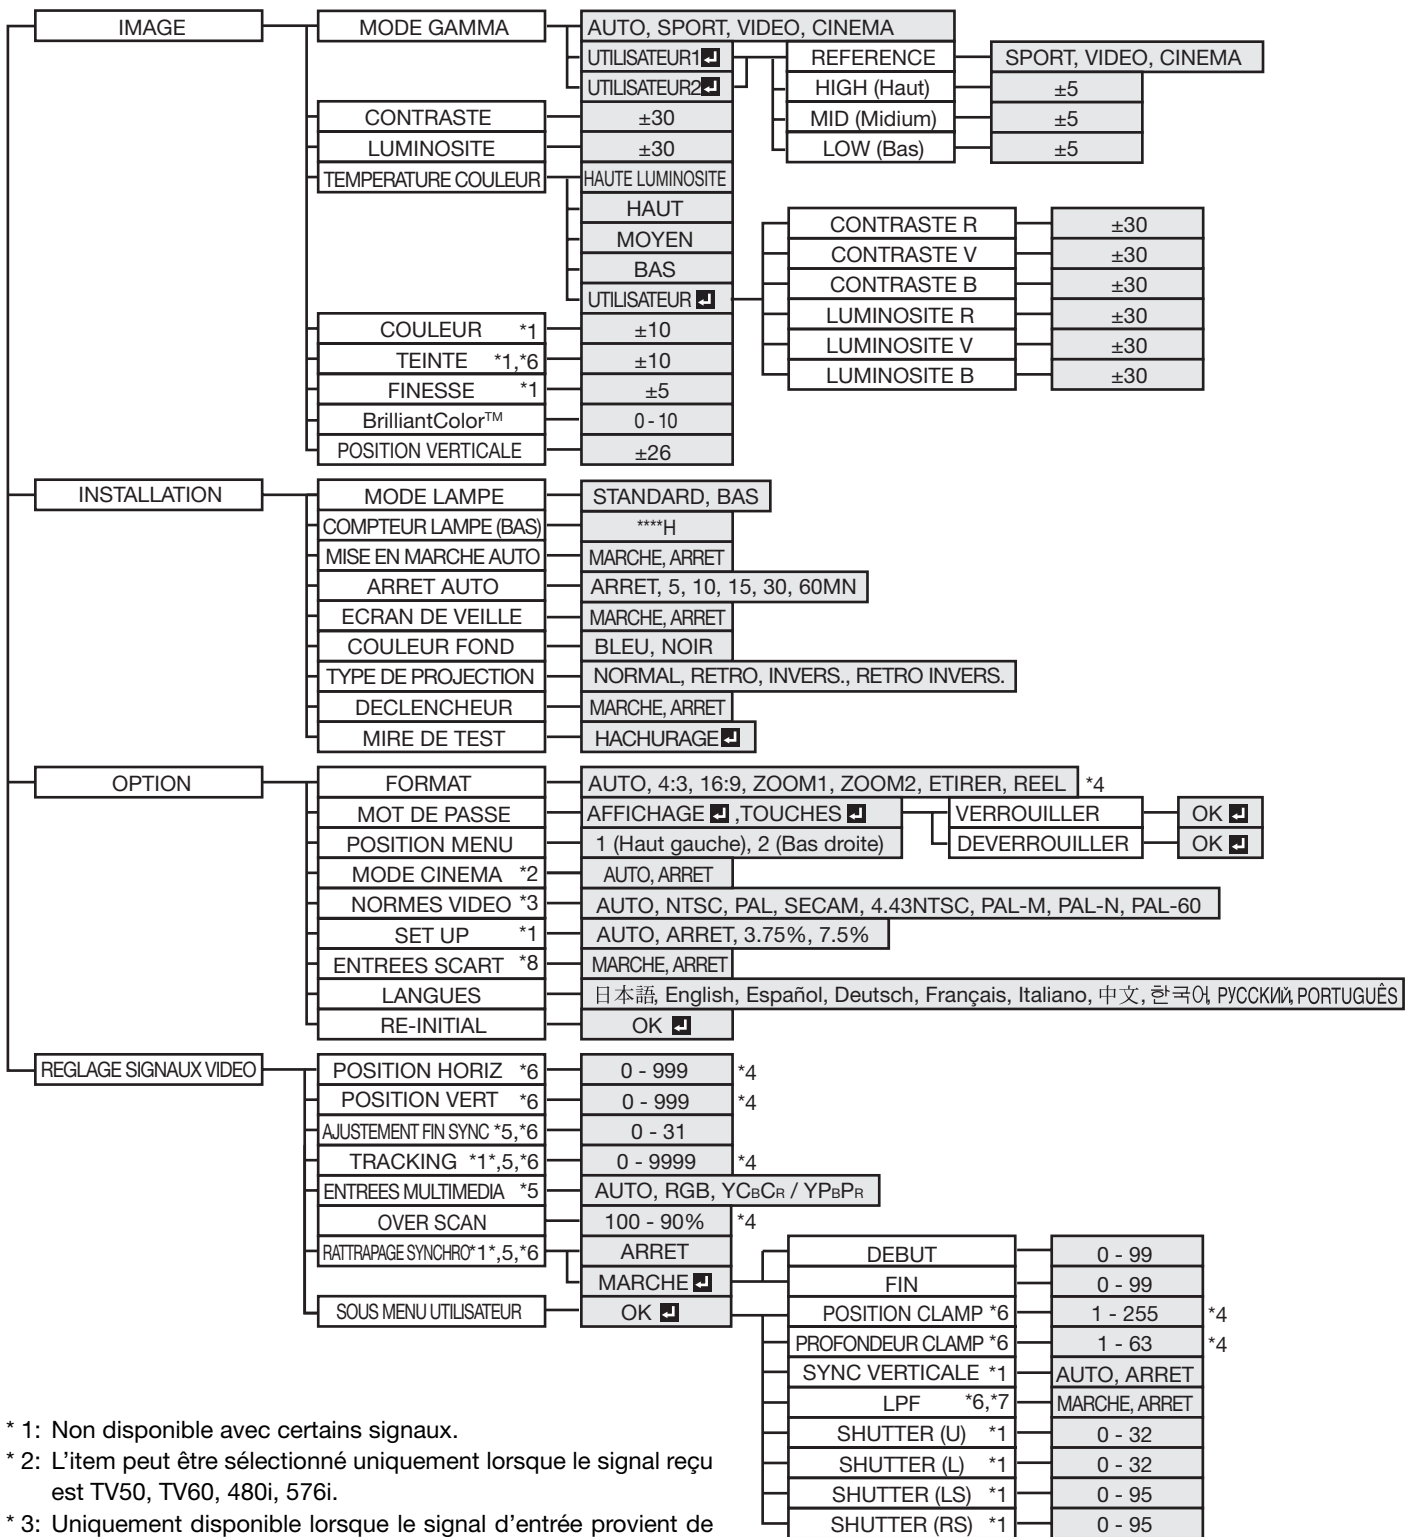 IMAGE MODE GAMMA AUTO, SPORT, VIDEO, CINEMA
UTILISATEUR1 REFERENCE SPORT, VIDEO, CINEMA
UTILISATEUR2 HIGH (Haut) ±5
CONTRASTE ±30 MID (Midium) ±5
LUMINOSITE ±30 LOW (Bas) ±5
TEMPERATURE COULEUR HAUTE LUMINOSITE
HAUT CONTRASTE R ±30
MOYEN CONTRASTE V ±30
BAS CONTRASTE B ±30
UTILISATEUR LUMINOSITE R ±30
COULEUR *1 ±10 LUMINOSITE V ±30
TEINTE *1,*6 ±10 LUMINOSITE B ±30
FINESSE *1 ±5
BrilliantColor™ 0 - 10
POSITION VERTICALE ±26
INSTALLATION MODE LAMPE STANDARD, BAS
COMPTEUR LAMPE (BAS) ****H
MISE EN MARCHE AUTO MARCHE, ARRET
ARRET AUTO ARRET, 5, 10, 15, 30, 60MN
ECRAN DE VEILLE MARCHE, ARRET
COULEUR FOND BLEU, NOIR
TYPE DE PROJECTION NORMAL, RETRO, INVERS., RETRO INVERS.
DECLENCHEUR MARCHE, ARRET
MIRE DE TEST HACHURAGE
OPTION FORMAT AUTO, 4:3, 16:9, ZOOM1, ZOOM2, ETIRER, REEL *4
MOT DE PASSE AFFICHAGE ,TOUCHES VERROUILLER OK
POSITION MENU 1 (Haut gauche), 2 (Bas droite) DEVERROUILLER OK
MODE CINEMA *2 AUTO, ARRET
NORMES VIDEO *3 AUTO, NTSC, PAL, SECAM, 4.43NTSC, PAL-M, PAL-N, PAL-60
SET UP *1 AUTO, ARRET, 3.75%, 7.5%
ENTREES SCART *8 MARCHE, ARRET
LANGUES 日本語, English, Español, Deutsch, Français, Italiano, 中文, 한국어, РУССКИЙ, PORTUGUÊS
RE-INITIAL OK
REGLAGE SIGNAUX VIDEO POSITION HORIZ *6 0 - 999 *4
POSITION VERT *6 0 - 999 *4
AJUSTEMENT FIN SYNC *5,*6 0 - 31
TRACKING *1*,5,*6 0 - 9999 *4
ENTREES MULTIMEDIA *5 AUTO, RGB, YCBCR / YPBPR
OVER SCAN 100 - 90% *4
RATTRAPAGE SYNCHRO*1*,5,*6 ARRET DEBUT 0 - 99
MARCHE FIN 0 - 99
SOUS MENU UTILISATEUR OK POSITION CLAMP *6 1 - 255 *4
PROFONDEUR CLAMP *6 1 - 63 *4
SYNC VERTICALE *1 AUTO, ARRET
LPF *6,*7 MARCHE, ARRET
SHUTTER (U) *1 0 - 32
SHUTTER (L) *1 0 - 32
SHUTTER (LS) *1 0 - 95
SHUTTER (RS) *1 0 - 95
* 1: Non disponible avec certains signaux.
* 2: L'item peut être sélectionné uniquement lorsque le signal reçu
est TV50, TV60, 480i, 576i.
* 3: Uniquement disponible lorsque le signal d'entrée provient de